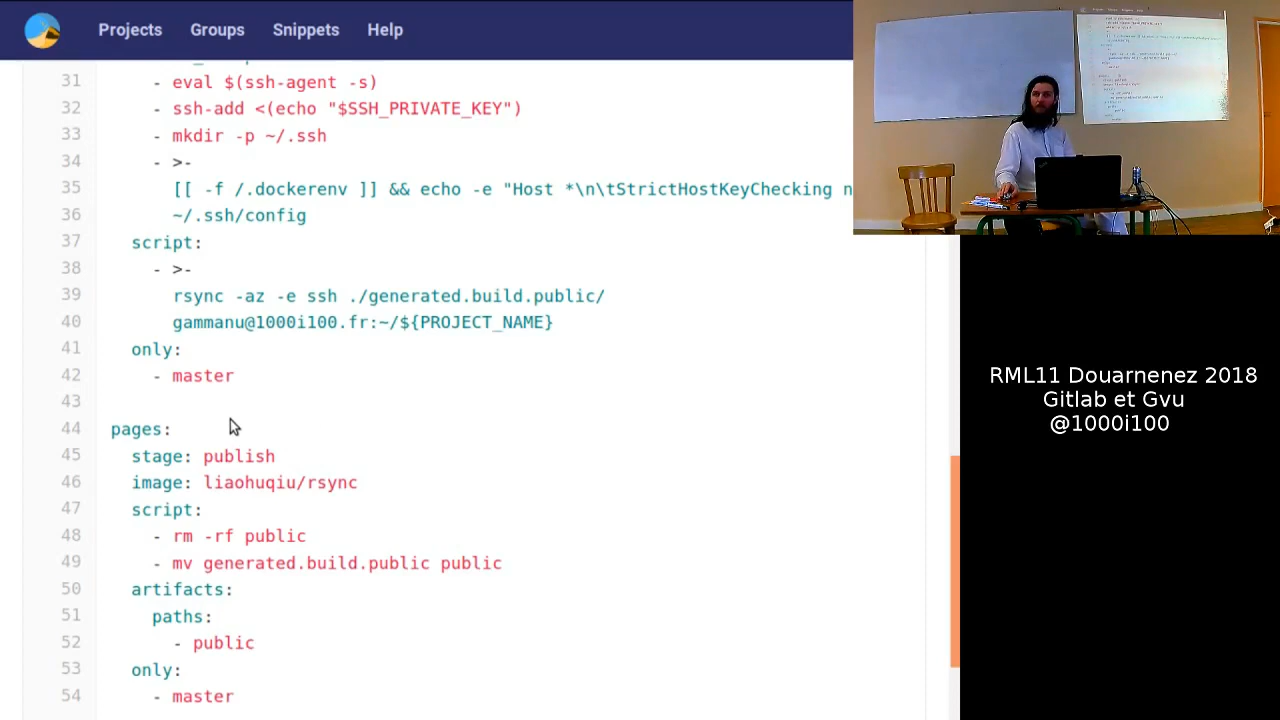 Projects Groups Snippets Help
31 - eval $(ssh-agent -s)
32 - ssh-add <(echo "$SSH_PRIVATE_KEY")
33 - mkdir -p ~/.ssh
34 - >-
35 [[ -f /.dockerenv ]] && echo -e "Host *\n\tStrictHostKeyChecking n
36 ~/.ssh/config
37 script:
38 - >-
39 rsync -az -e ssh ./generated.build.public/
40 gammanu@1000i100.fr:~/${PROJECT_NAME}
41 only:
42 - master
43
44 pages:
45 stage: publish
46 image: liaohuqiu/rsync
47 script:
48 - rm -rf public
49 - mv generated.build.public public
50 artifacts:
51 paths:
52 - public
53 only:
54 - master
RML11 Douarnenez 2018
Gitlab et Gvu
@1000i100